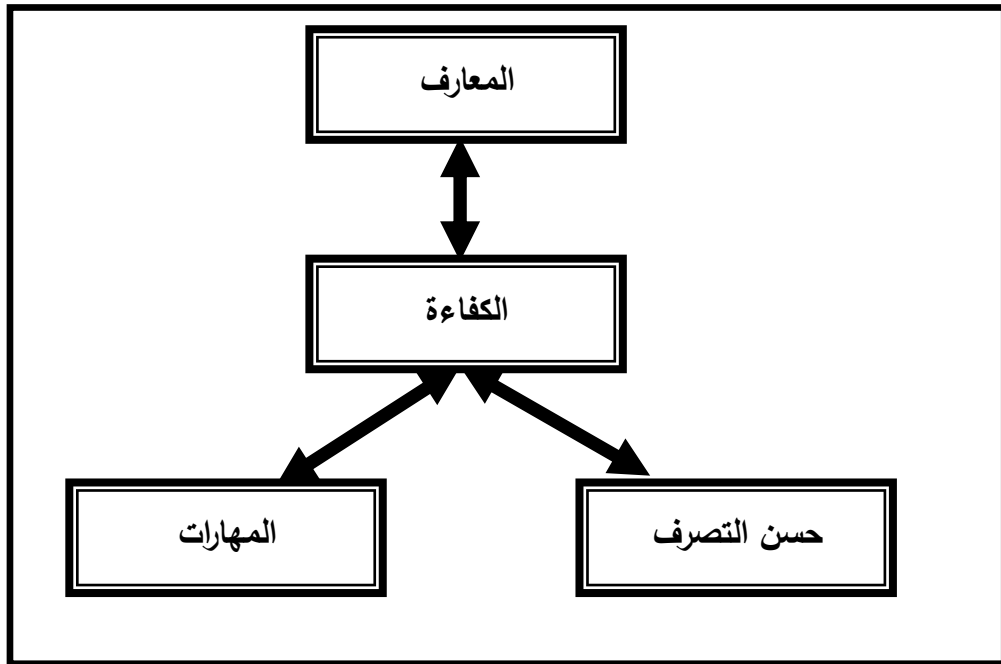 المعارف
الكفاءة
حسن التصرف
المهارات